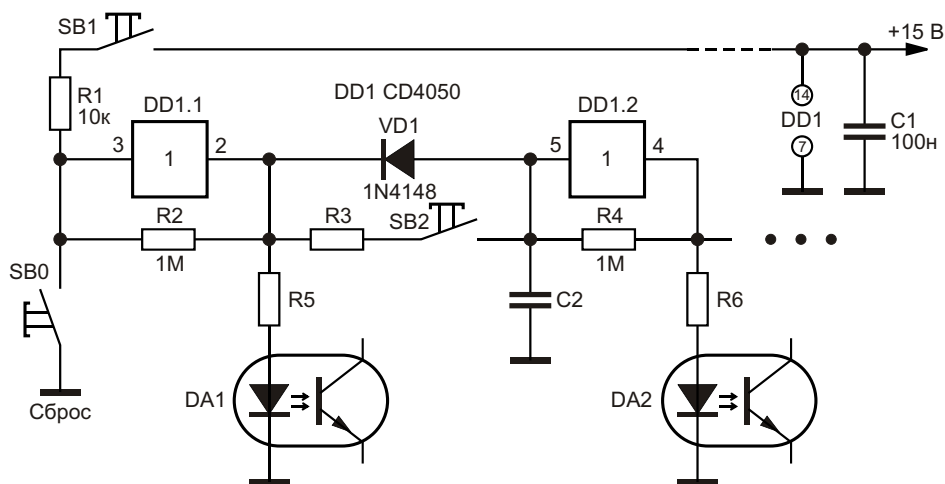 SB1
+15 В
R1
10к
DD1.1
DD1 CD4050
VD1
1N4148
DD1.2
14
DD1
7
C1
100н
3
1
2
5
1
4
R2
1M
R3
SB2
R4
1M
SB0
R5
C2
R6
DA1
DA2
Сброс